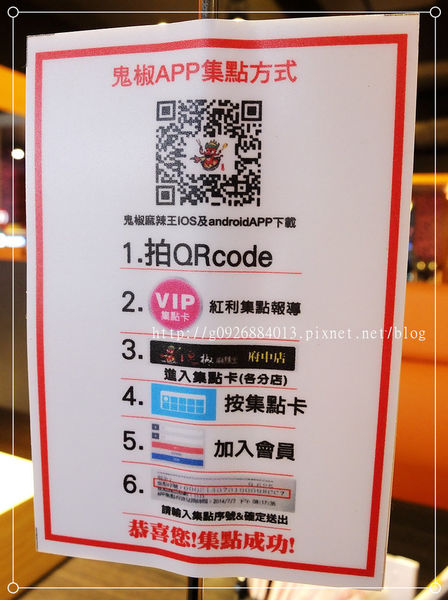 鬼椒APP集點方式
鬼椒麻辣王iOS及androidAPP下載
1.拍QRcode
2. VIP 集點卡 紅利集點報導
http://g0926884013.pixnet.net/blog
3. 鬼椒 麻辣王 府中店
進入集點卡(各分店)
4. 按集點卡
5. 加入會員
6.
請輸入集點序號&確定送出
恭喜您!集點成功!